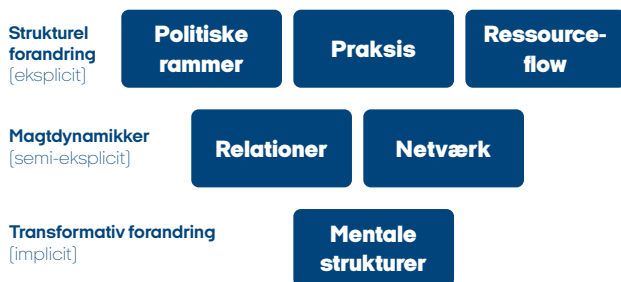 Strukturel
forandring
(eksplicit)
Politiske
rammer
Praksis
Ressource-
flow
Magtdynamikker
(semi-eksplicit)
Relationer
Netværk
Transformativ forandring
(implicit)
Mentale
strukturer